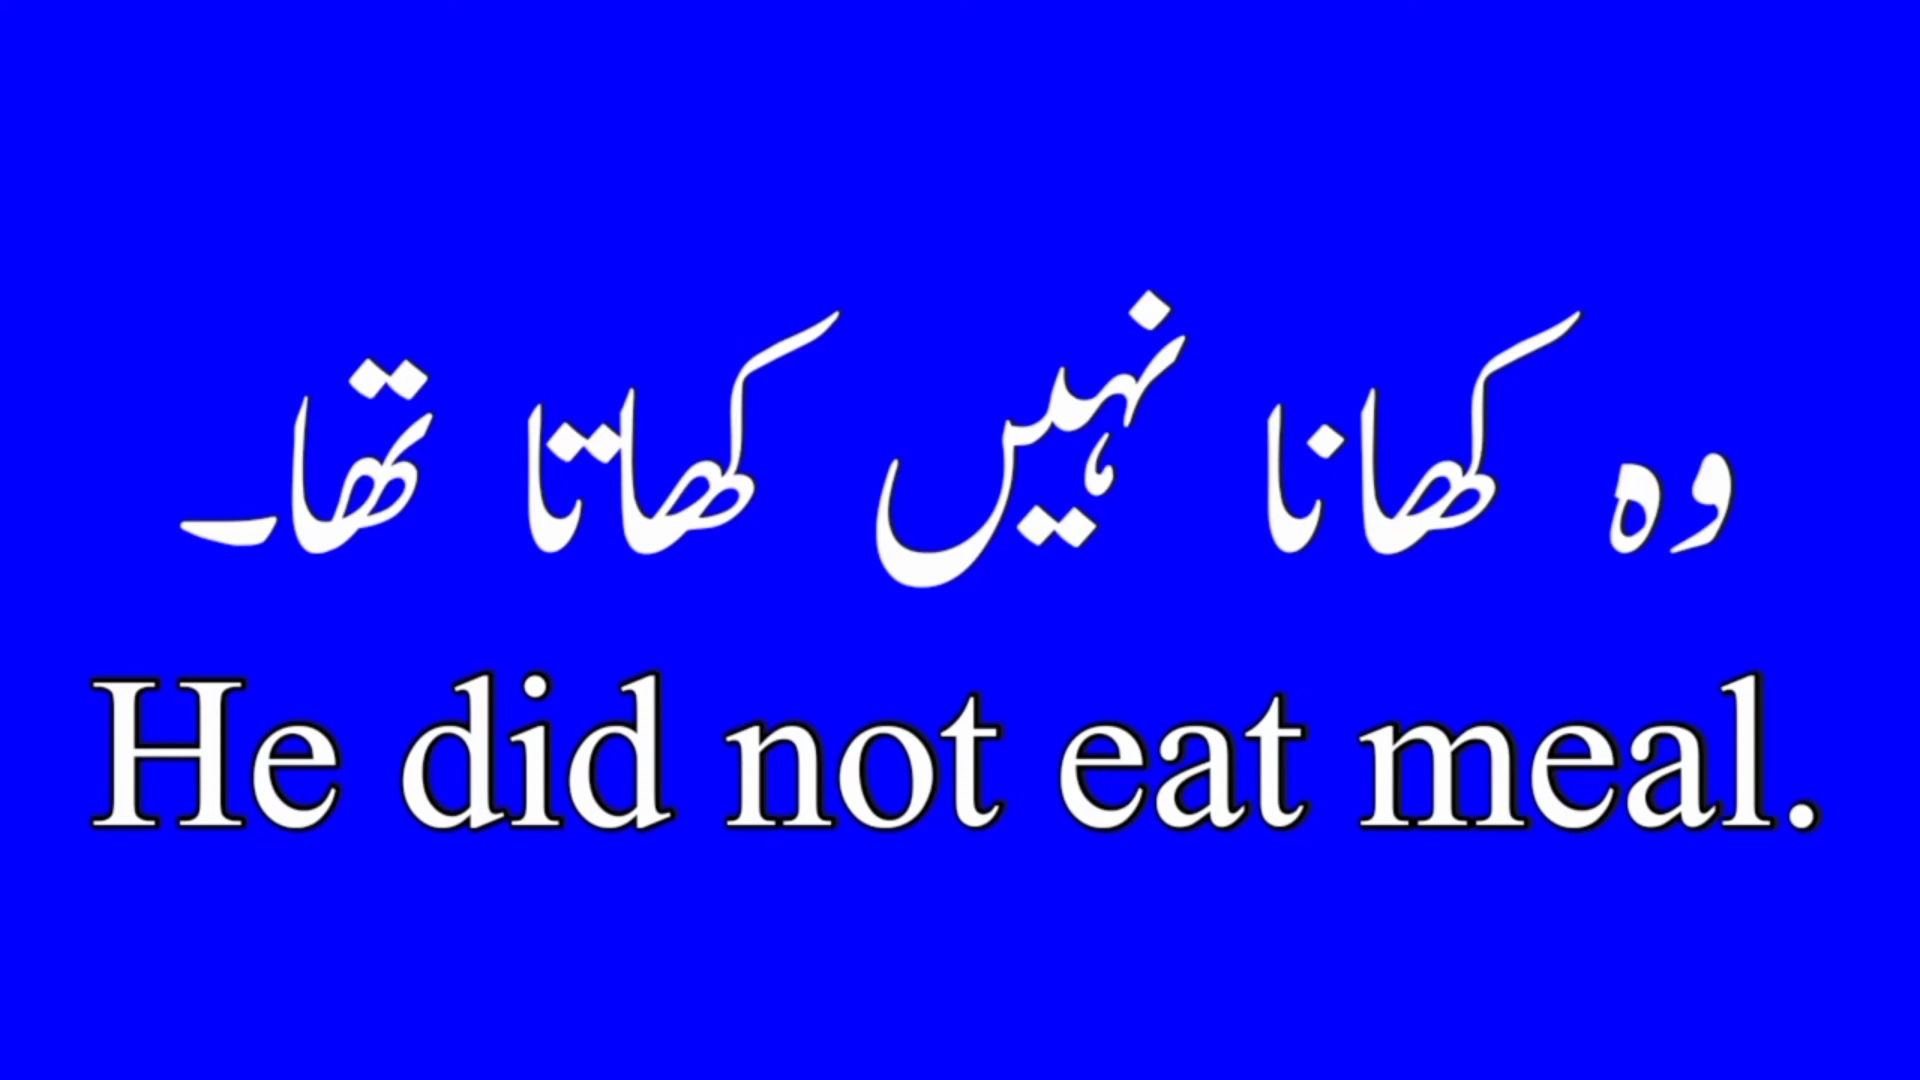 وہ کھانا نہیں کھاتا تھا۔
He did not eat meal.